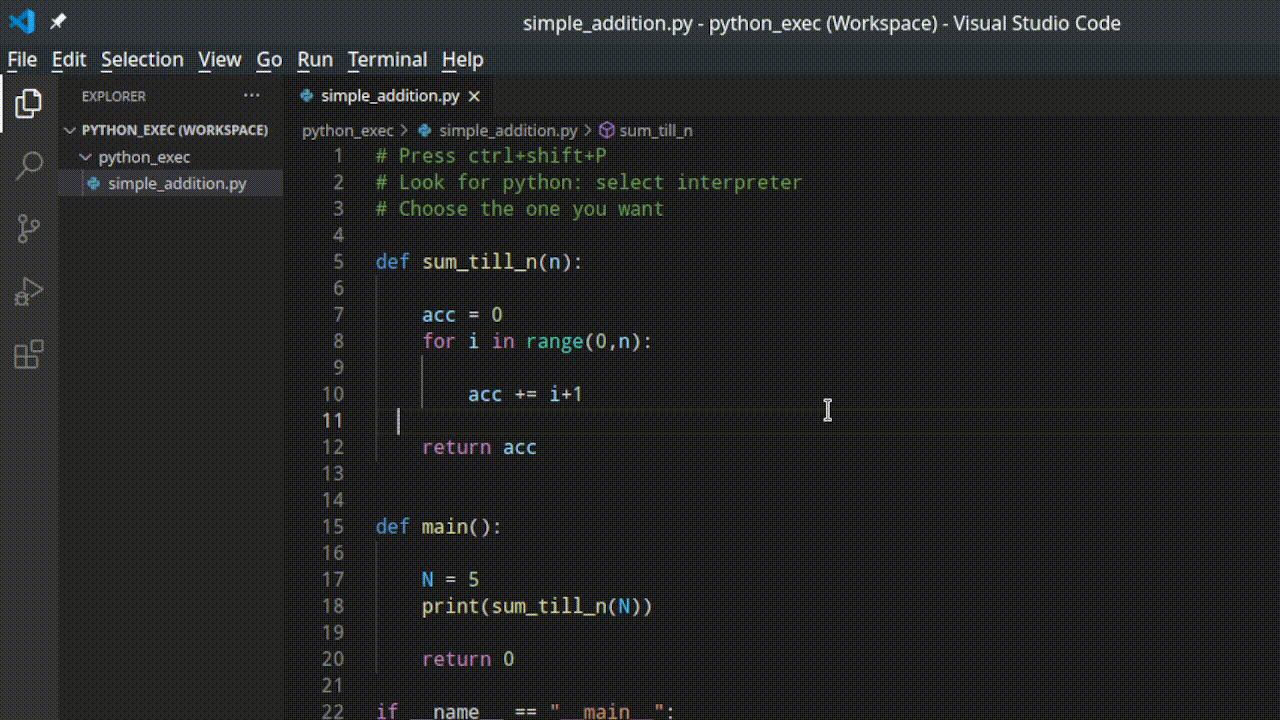 simple_addition.py - python_exec (Workspace) - Visual Studio Code
File Edit Selection View Go Run Terminal Help
EXPLORER ···
PYTHON_EXEC (WORKSPACE)
python_exec
simple_addition.py
simple_addition.py ×
python_exec > simple_addition.py > sum_till_n
1 # Press ctrl+shift+P
2 # Look for python: select interpreter
3 # Choose the one you want
4
5 def sum_till_n(n):
6
7     acc = 0
8     for i in range(0,n):
9
10         acc += i+1
11
12     return acc
13
14
15 def main():
16
17     N = 5
18     print(sum_till_n(N))
19
20     return 0
21
22 if __name__ == "__main__":